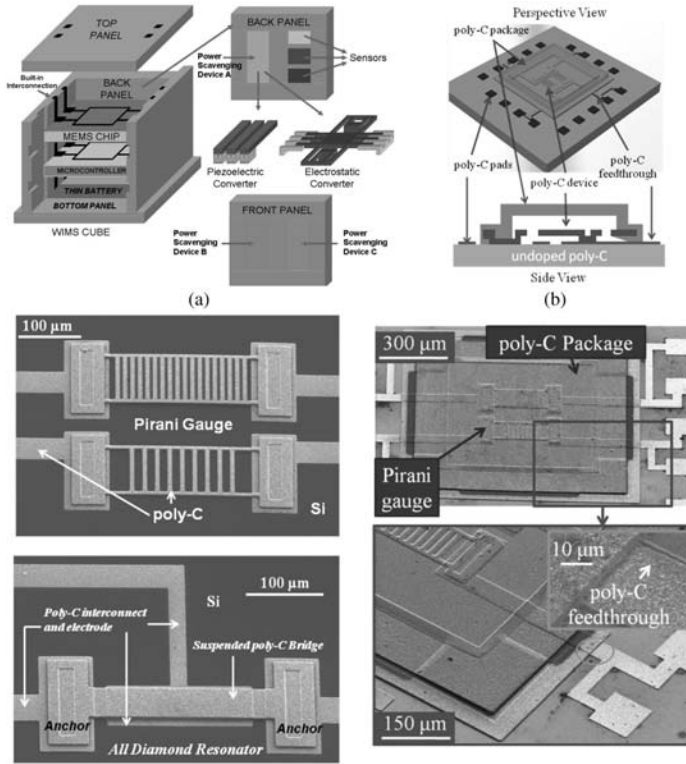 TOP
PANEL
Built-in
Interconnection
BACK
PANEL
MEMS CHIP
MICROCONTROLLER
THIN BATTERY
BOTTOM PANEL
WIMS CUBE
BACK PANEL
Power
Scavenging
Device A
Sensors
Piezoelectric
Converter
Electrostatic
Converter
FRONT PANEL
Power
Scavenging
Device B
Power
Scavenging
Device C
(a)
Perspective View
poly-C package
poly-C pads
poly-C device
poly-C
feedthrough
undoped poly-C
Side View
(b)
100 µm
Pirani Gauge
poly-C
Si
100 µm
Si
Poly-C interconnect
and electrode
Suspended poly-C Bridge
Anchor
Anchor
All Diamond Resonator
300 µm
poly-C Package
Pirani
gauge
10 µm
poly-C
feedthrough
150 µm